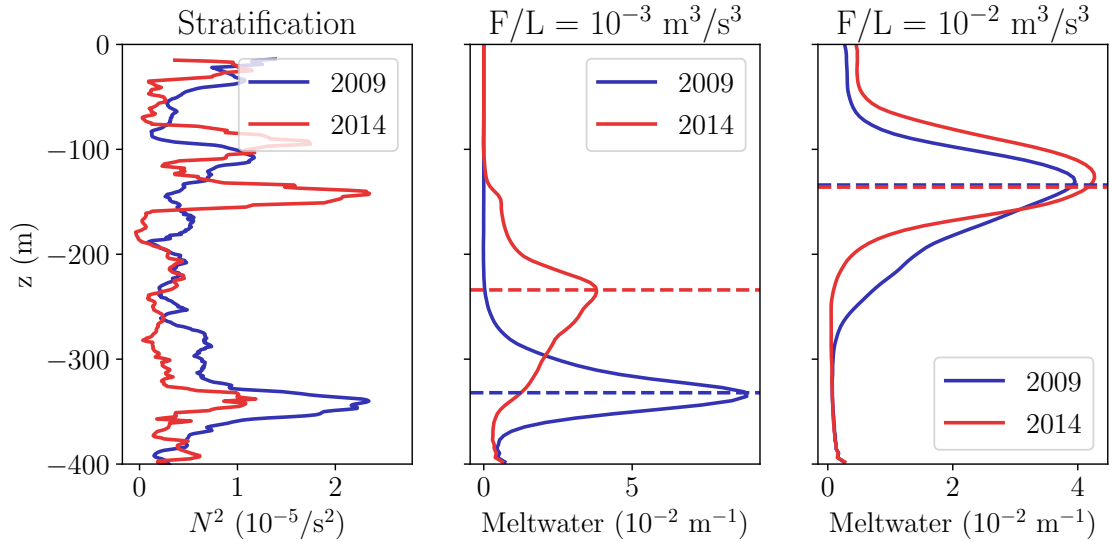 Stratification
F/L = 10⁻³ m³/s³
F/L = 10⁻² m³/s³
0
−100
−200
−300
−400
z (m)
2009
2014
2009
2014
2009
2014
0 1 2
0 5
0 2 4
N² (10⁻⁵/s²)
Meltwater (10⁻² m⁻¹)
Meltwater (10⁻² m⁻¹)